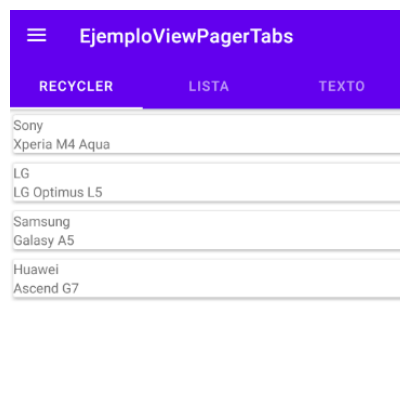 EjemploViewPagerTabs
RECYCLER LISTA TEXTO
Sony
Xperia M4 Aqua
LG
LG Optimus L5
Samsung
Galasy A5
Huawei
Ascend G7